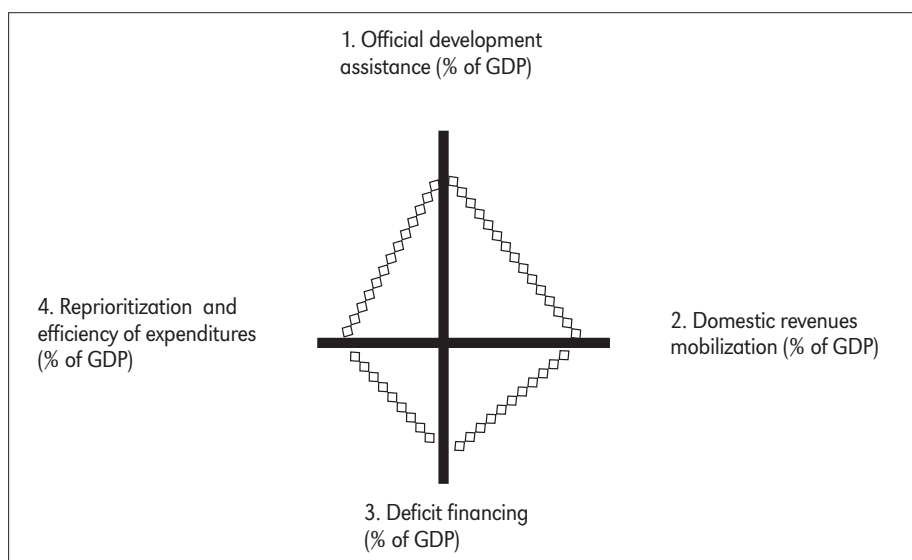 1. Official development
assistance (% of GDP)
4. Reprioritization and
efficiency of expenditures
(% of GDP)
2. Domestic revenues
mobilization (% of GDP)
3. Deficit financing
(% of GDP)